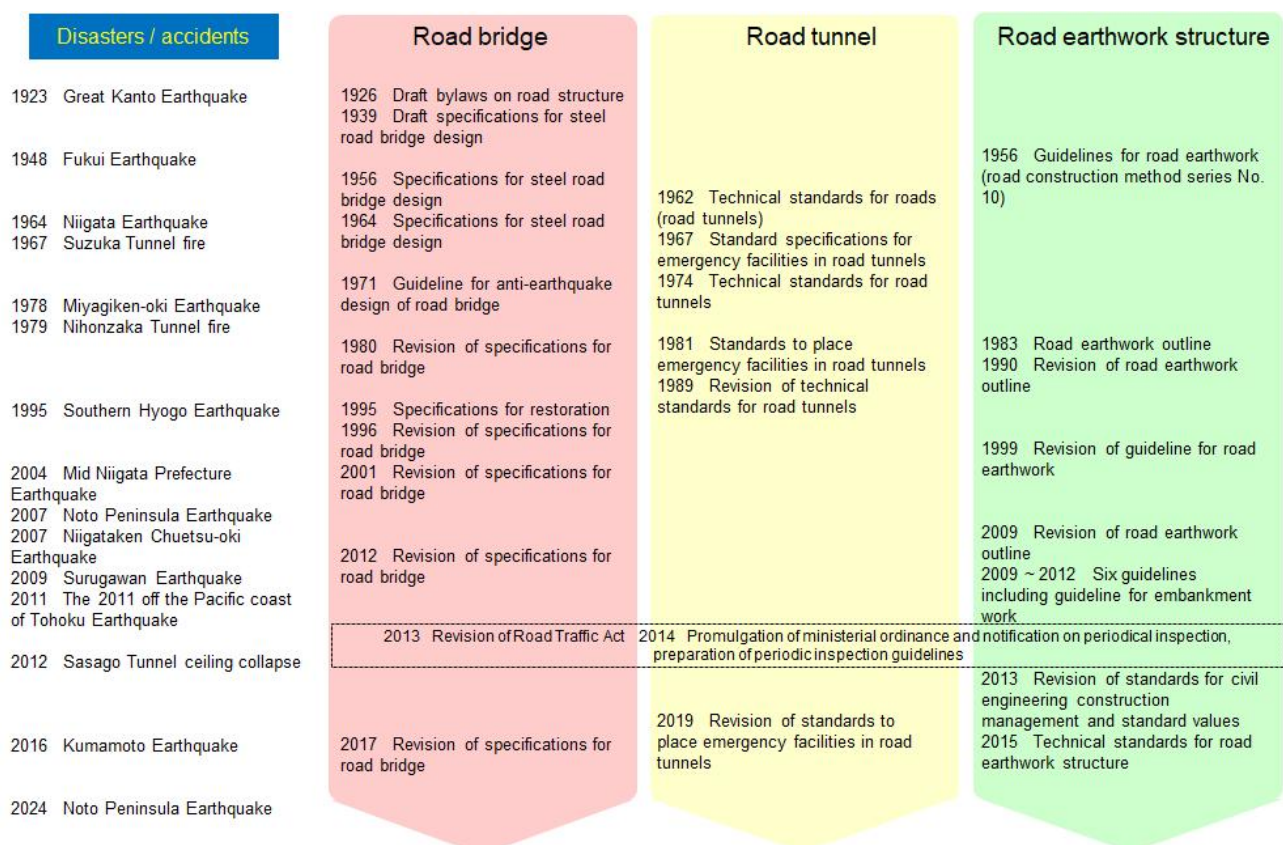 Disasters / accidents
1923 Great Kanto Earthquake
1948 Fukui Earthquake
1964 Niigata Earthquake
1967 Suzuka Tunnel fire
1978 Miyagiken-oki Earthquake
1979 Nihonzaka Tunnel fire
1995 Southern Hyogo Earthquake
2004 Mid Niigata Prefecture
Earthquake
2007 Noto Peninsula Earthquake
2007 Niigataken Chuetsu-oki
Earthquake
2009 Surugawan Earthquake
2011 The 2011 off the Pacific coast
of Tohoku Earthquake
2012 Sasago Tunnel ceiling collapse
2016 Kumamoto Earthquake
2024 Noto Peninsula Earthquake
Road bridge
1926 Draft bylaws on road structure
1939 Draft specifications for steel
road bridge design
1956 Specifications for steel road
bridge design
1964 Specifications for steel road
bridge design
1971 Guideline for anti-earthquake
design of road bridge
1980 Revision of specifications for
road bridge
1995 Specifications for restoration
1996 Revision of specifications for
road bridge
2001 Revision of specifications for
road bridge
2012 Revision of specifications for
road bridge
2013 Revision of Road Traffic Act 2014 Promulgation of ministerial ordinance and notification on periodical inspection,
preparation of periodic inspection guidelines
2017 Revision of specifications for
road bridge
Road tunnel
1962 Technical standards for roads
(road tunnels)
1967 Standard specifications for
emergency facilities in road tunnels
1974 Technical standards for road
tunnels
1981 Standards to place
emergency facilities in road tunnels
1989 Revision of technical
standards for road tunnels
2019 Revision of standards to
place emergency facilities in road
tunnels
Road earthwork structure
1956 Guidelines for road earthwork
(road construction method series No.
10)
1983 Road earthwork outline
1990 Revision of road earthwork
outline
1999 Revision of guideline for road
earthwork
2009 Revision of road earthwork
outline
2009 ~ 2012 Six guidelines
including guideline for embankment
work
2013 Revision of standards for civil
engineering construction
management and standard values
2015 Technical standards for road
earthwork structure